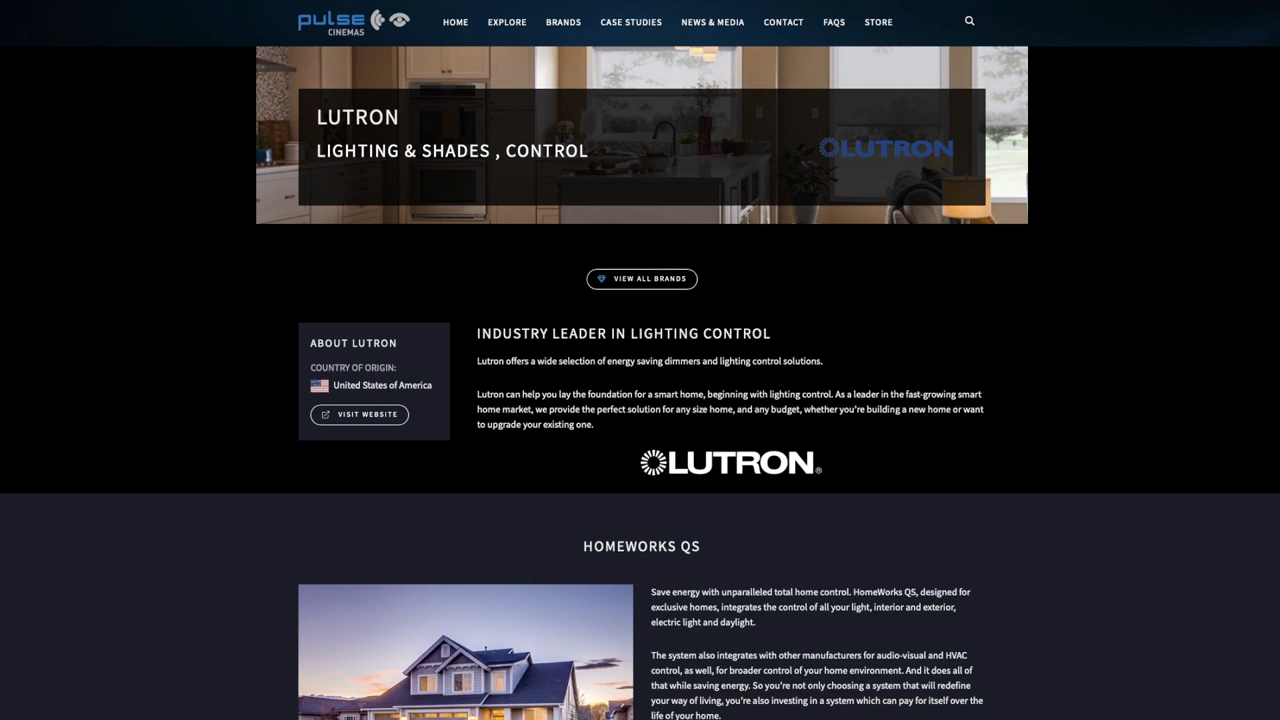 pulse
CINEMAS
HOME EXPLORE BRANDS CASE STUDIES NEWS & MEDIA CONTACT FAQS STORE
LUTRON
LIGHTING & SHADES , CONTROL
LUTRON
VIEW ALL BRANDS
ABOUT LUTRON
COUNTRY OF ORIGIN:
United States of America
VISIT WEBSITE
INDUSTRY LEADER IN LIGHTING CONTROL
Lutron offers a wide selection of energy saving dimmers and lighting control solutions.
Lutron can help you lay the foundation for a smart home, beginning with lighting control. As a leader in the fast-growing smart
home market, we provide the perfect solution for any size home, and any budget, whether you're building a new home or want
to upgrade your existing one.
LUTRON®
HOMEWORKS QS
Save energy with unparalleled total home control. HomeWorks QS, designed for
exclusive homes, integrates the control of all your light, interior and exterior,
electric light and daylight.
The system also integrates with other manufacturers for audio-visual and HVAC
control, as well, for broader control of your home environment. And it does all of
that while saving energy. So you're not only choosing a system that will redefine
your way of living, you're also investing in a system which can pay for itself over the
life of your home.